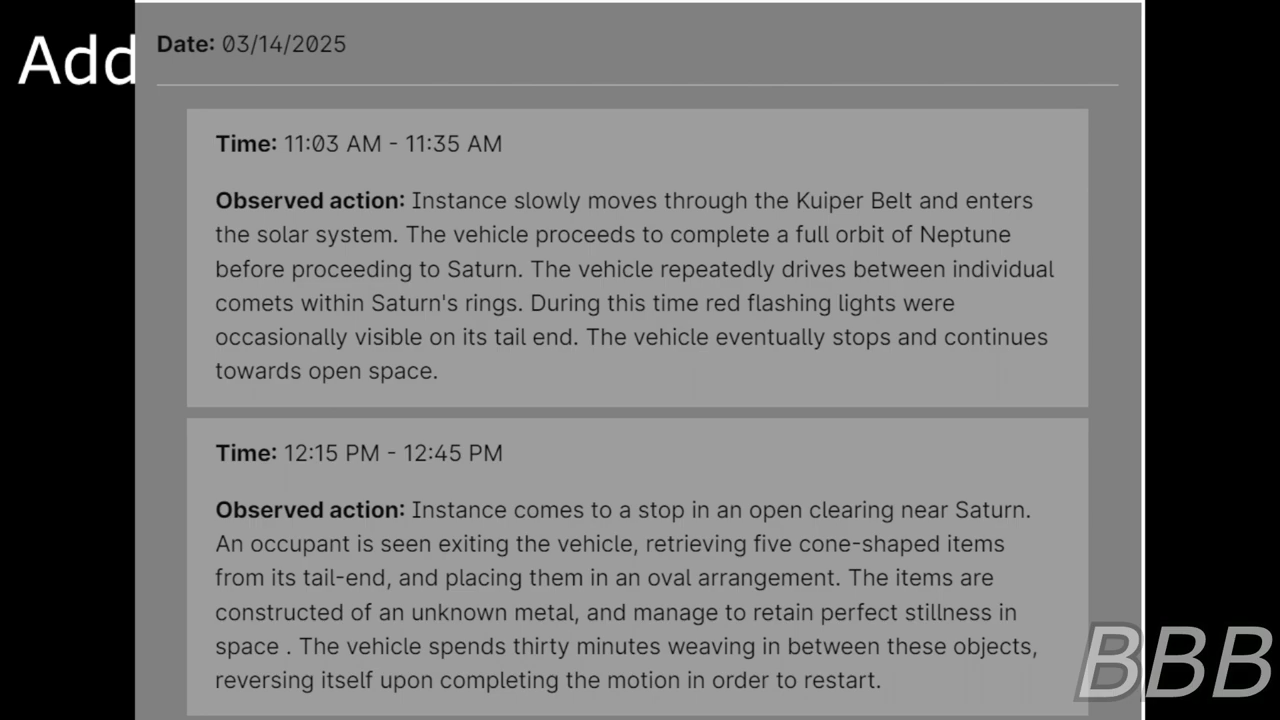 Add
Date: 03/14/2025
Time: 11:03 AM - 11:35 AM
Observed action: Instance slowly moves through the Kuiper Belt and enters
the solar system. The vehicle proceeds to complete a full orbit of Neptune
before proceeding to Saturn. The vehicle repeatedly drives between individual
comets within Saturn's rings. During this time red flashing lights were
occasionally visible on its tail end. The vehicle eventually stops and continues
towards open space.
Time: 12:15 PM - 12:45 PM
Observed action: Instance comes to a stop in an open clearing near Saturn.
An occupant is seen exiting the vehicle, retrieving five cone-shaped items
from its tail-end, and placing them in an oval arrangement. The items are
constructed of an unknown metal, and manage to retain perfect stillness in
space . The vehicle spends thirty minutes weaving in between these objects,
reversing itself upon completing the motion in order to restart.
BBB